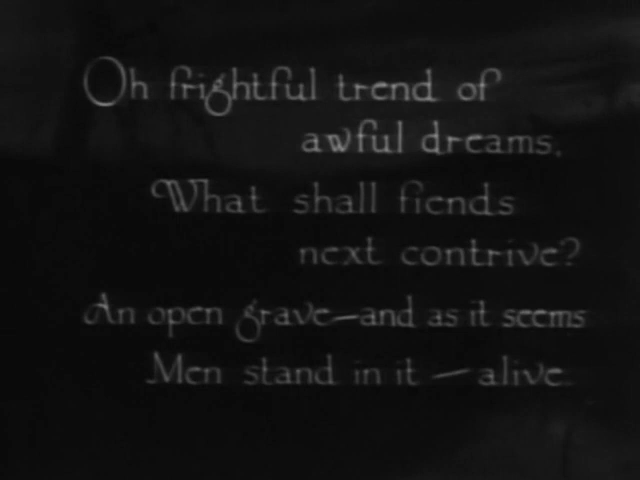 Oh frightful trend of
awful dreams,
What shall fiends
next contrive?
An open grave—and as it seems
Men stand in it — alive.